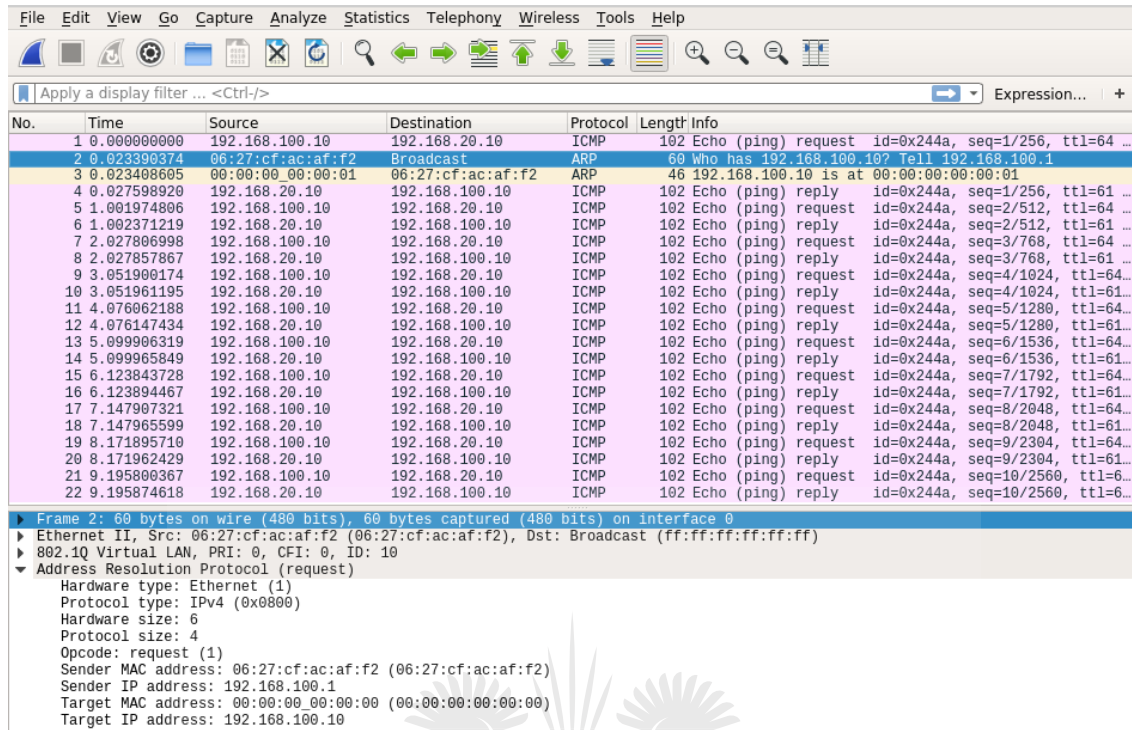 File Edit View Go Capture Analyze Statistics Telephony Wireless Tools Help
Apply a display filter ... <Ctrl-/> Expression... +
No. Time Source Destination Protocol Length Info
1 0.000000000 192.168.100.10 192.168.20.10 ICMP 102 Echo (ping) request id=0x244a, seq=1/256, ttl=64 …
2 0.023390374 06:27:cf:ac:af:f2 Broadcast ARP 60 Who has 192.168.100.10? Tell 192.168.100.1
3 0.023408605 00:00:00_00:00:01 06:27:cf:ac:af:f2 ARP 46 192.168.100.10 is at 00:00:00:00:00:01
4 0.027598920 192.168.20.10 192.168.100.10 ICMP 102 Echo (ping) reply id=0x244a, seq=1/256, ttl=61 …
5 1.001974806 192.168.100.10 192.168.20.10 ICMP 102 Echo (ping) request id=0x244a, seq=2/512, ttl=64 …
6 1.002371219 192.168.20.10 192.168.100.10 ICMP 102 Echo (ping) reply id=0x244a, seq=2/512, ttl=61 …
7 2.027806998 192.168.100.10 192.168.20.10 ICMP 102 Echo (ping) request id=0x244a, seq=3/768, ttl=64 …
8 2.027857867 192.168.20.10 192.168.100.10 ICMP 102 Echo (ping) reply id=0x244a, seq=3/768, ttl=61 …
9 3.051900174 192.168.100.10 192.168.20.10 ICMP 102 Echo (ping) request id=0x244a, seq=4/1024, ttl=64…
10 3.051961195 192.168.20.10 192.168.100.10 ICMP 102 Echo (ping) reply id=0x244a, seq=4/1024, ttl=61…
11 4.076062188 192.168.100.10 192.168.20.10 ICMP 102 Echo (ping) request id=0x244a, seq=5/1280, ttl=64…
12 4.076147434 192.168.20.10 192.168.100.10 ICMP 102 Echo (ping) reply id=0x244a, seq=5/1280, ttl=61…
13 5.099906319 192.168.100.10 192.168.20.10 ICMP 102 Echo (ping) request id=0x244a, seq=6/1536, ttl=64…
14 5.099965849 192.168.20.10 192.168.100.10 ICMP 102 Echo (ping) reply id=0x244a, seq=6/1536, ttl=61…
15 6.123843728 192.168.100.10 192.168.20.10 ICMP 102 Echo (ping) request id=0x244a, seq=7/1792, ttl=64…
16 6.123894467 192.168.20.10 192.168.100.10 ICMP 102 Echo (ping) reply id=0x244a, seq=7/1792, ttl=61…
17 7.147907321 192.168.100.10 192.168.20.10 ICMP 102 Echo (ping) request id=0x244a, seq=8/2048, ttl=64…
18 7.147965599 192.168.20.10 192.168.100.10 ICMP 102 Echo (ping) reply id=0x244a, seq=8/2048, ttl=61…
19 8.171895710 192.168.100.10 192.168.20.10 ICMP 102 Echo (ping) request id=0x244a, seq=9/2304, ttl=64…
20 8.171962429 192.168.20.10 192.168.100.10 ICMP 102 Echo (ping) reply id=0x244a, seq=9/2304, ttl=61…
21 9.195800367 192.168.100.10 192.168.20.10 ICMP 102 Echo (ping) request id=0x244a, seq=10/2560, ttl=6…
22 9.195874618 192.168.20.10 192.168.100.10 ICMP 102 Echo (ping) reply id=0x244a, seq=10/2560, ttl=6…
Frame 2: 60 bytes on wire (480 bits), 60 bytes captured (480 bits) on interface 0
Ethernet II, Src: 06:27:cf:ac:af:f2 (06:27:cf:ac:af:f2), Dst: Broadcast (ff:ff:ff:ff:ff:ff)
802.1Q Virtual LAN, PRI: 0, CFI: 0, ID: 10
Address Resolution Protocol (request)
Hardware type: Ethernet (1)
Protocol type: IPv4 (0x0800)
Hardware size: 6
Protocol size: 4
Opcode: request (1)
Sender MAC address: 06:27:cf:ac:af:f2 (06:27:cf:ac:af:f2)
Sender IP address: 192.168.100.1
Target MAC address: 00:00:00_00:00:00 (00:00:00:00:00:00)
Target IP address: 192.168.100.10